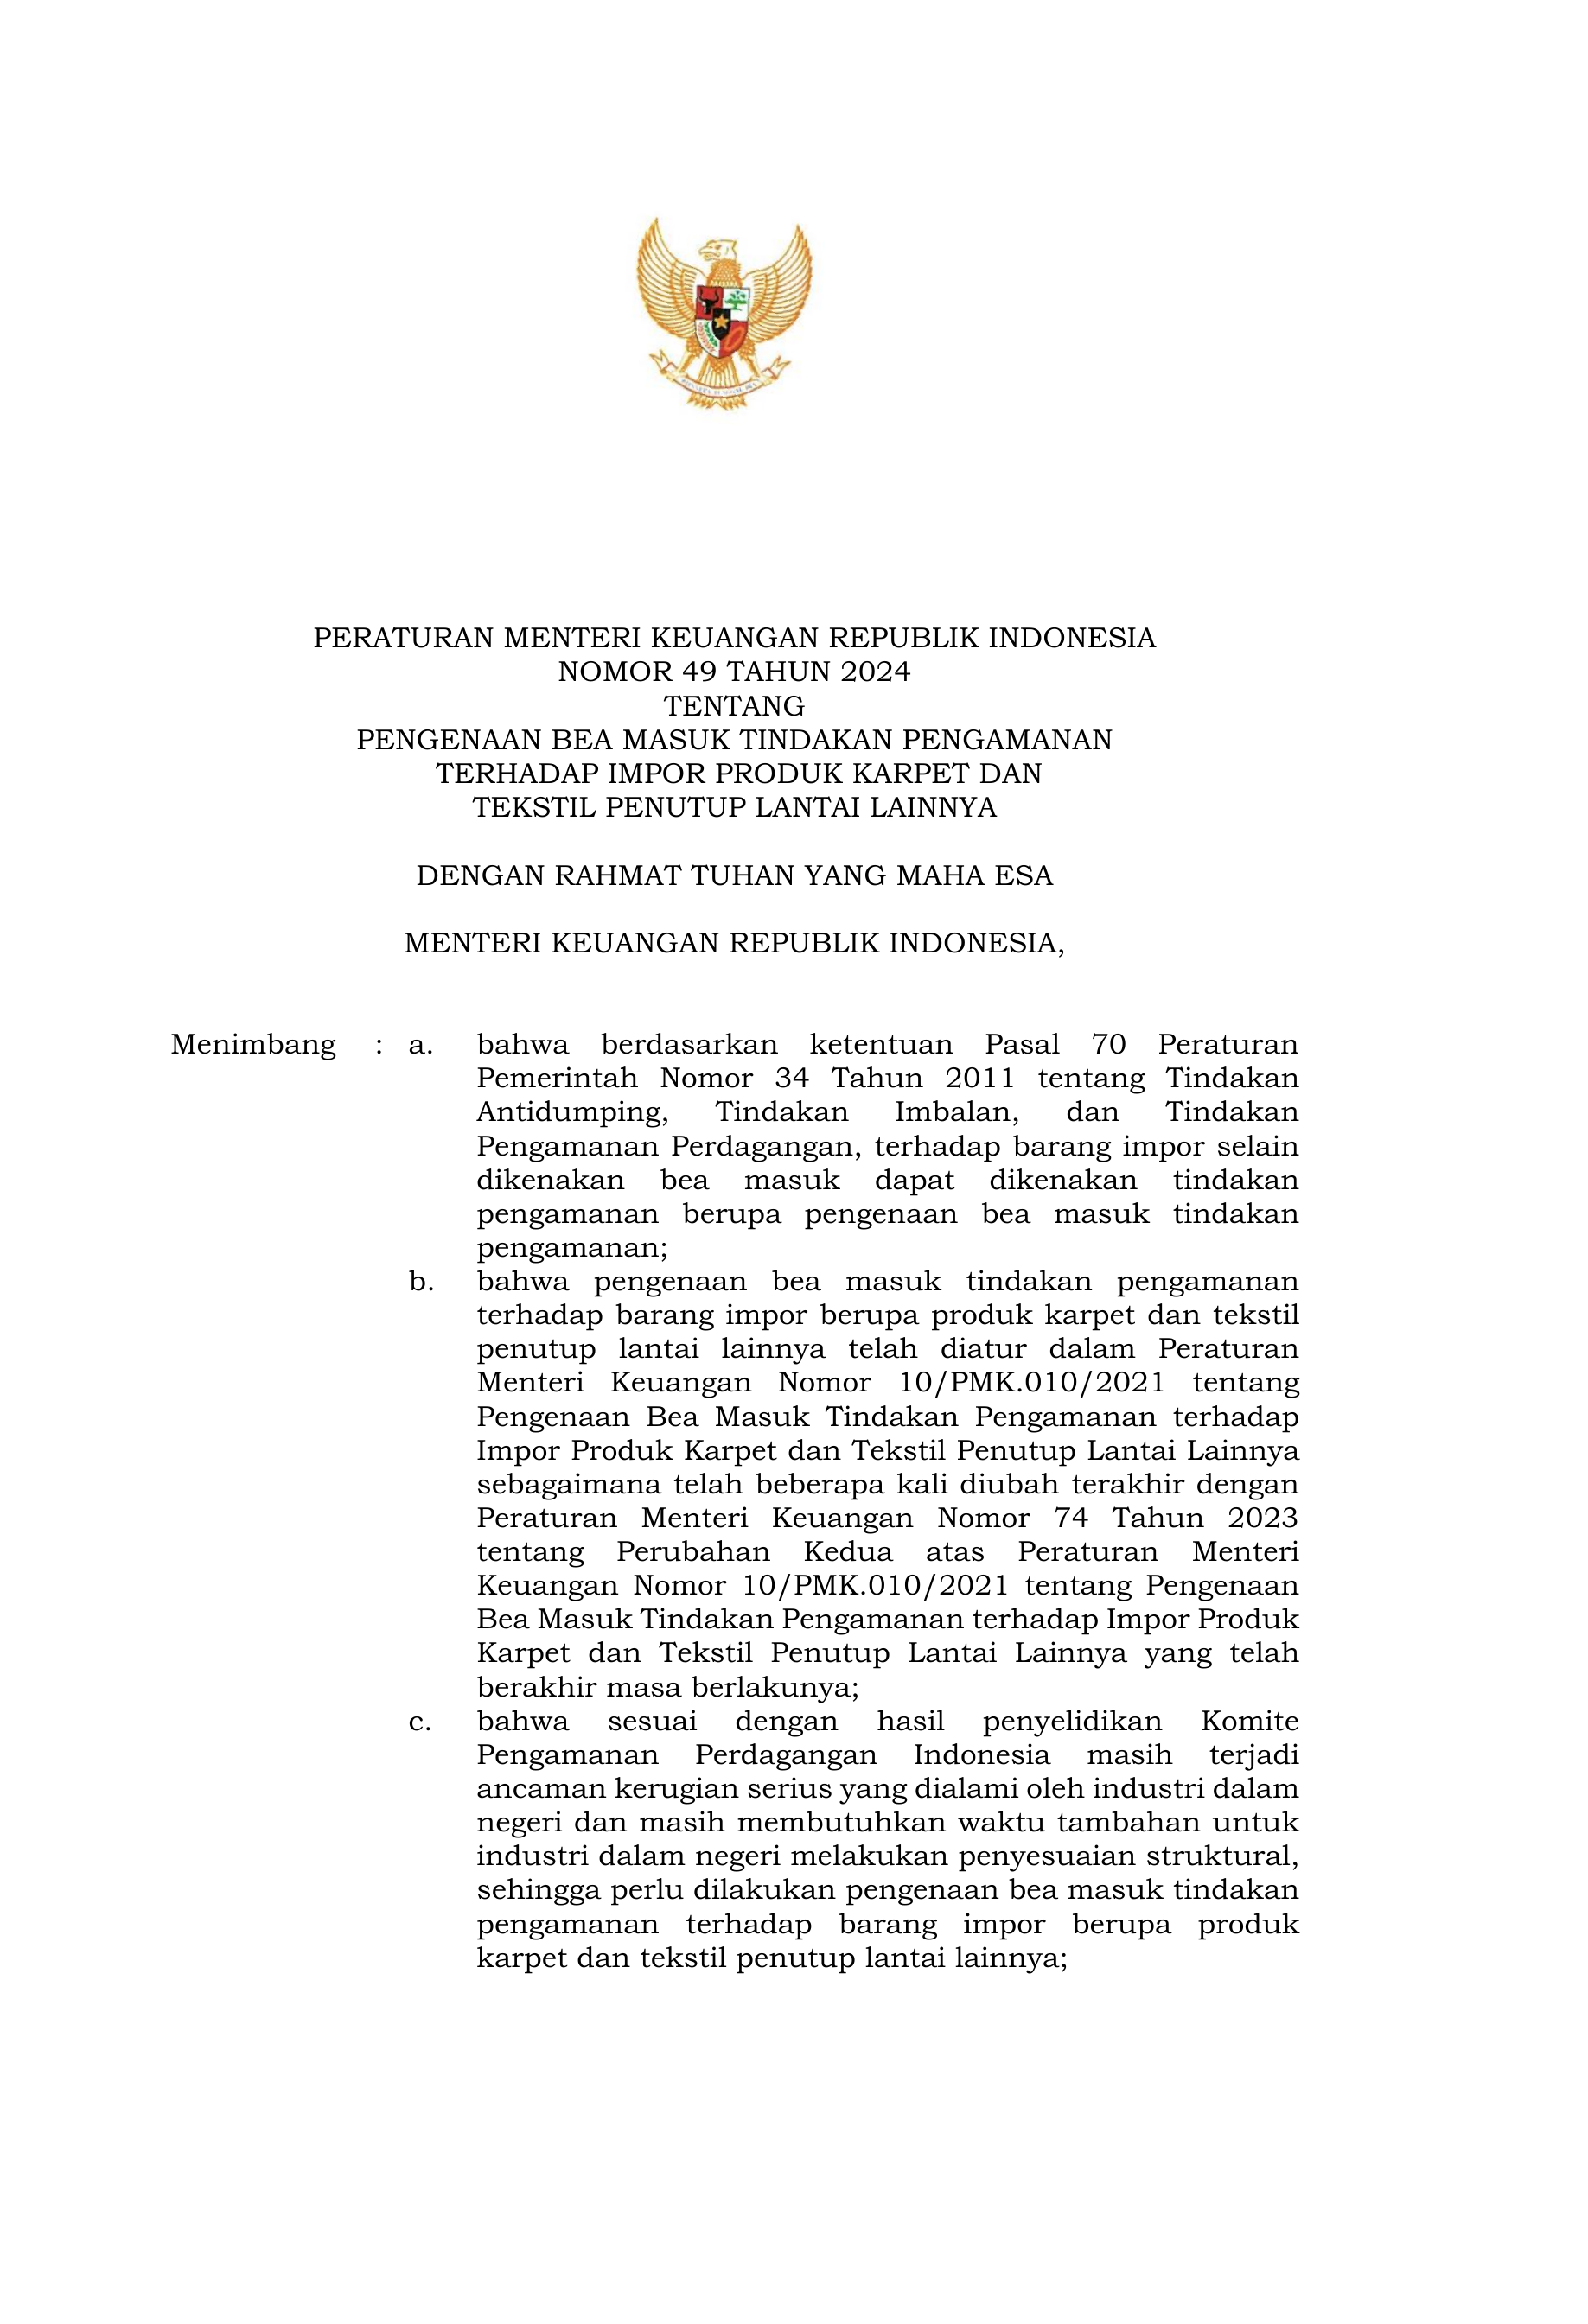 PERATURAN MENTERI KEUANGAN REPUBLIK INDONESIA
NOMOR 49 TAHUN 2024
TENTANG
PENGENAAN BEA MASUK TINDAKAN PENGAMANAN
TERHADAP IMPOR PRODUK KARPET DAN
TEKSTIL PENUTUP LANTAI LAINNYA
DENGAN RAHMAT TUHAN YANG MAHA ESA
MENTERI KEUANGAN REPUBLIK INDONESIA,
Menimbang : a. bahwa berdasarkan ketentuan Pasal 70 Peraturan
Pemerintah Nomor 34 Tahun 2011 tentang Tindakan
Antidumping, Tindakan Imbalan, dan Tindakan
Pengamanan Perdagangan, terhadap barang impor selain
dikenakan bea masuk dapat dikenakan tindakan
pengamanan berupa pengenaan bea masuk tindakan
pengamanan;
b. bahwa pengenaan bea masuk tindakan pengamanan
terhadap barang impor berupa produk karpet dan tekstil
penutup lantai lainnya telah diatur dalam Peraturan
Menteri Keuangan Nomor 10/PMK.010/2021 tentang
Pengenaan Bea Masuk Tindakan Pengamanan terhadap
Impor Produk Karpet dan Tekstil Penutup Lantai Lainnya
sebagaimana telah beberapa kali diubah terakhir dengan
Peraturan Menteri Keuangan Nomor 74 Tahun 2023
tentang Perubahan Kedua atas Peraturan Menteri
Keuangan Nomor 10/PMK.010/2021 tentang Pengenaan
Bea Masuk Tindakan Pengamanan terhadap Impor Produk
Karpet dan Tekstil Penutup Lantai Lainnya yang telah
berakhir masa berlakunya;
c. bahwa sesuai dengan hasil penyelidikan Komite
Pengamanan Perdagangan Indonesia masih terjadi
ancaman kerugian serius yang dialami oleh industri dalam
negeri dan masih membutuhkan waktu tambahan untuk
industri dalam negeri melakukan penyesuaian struktural,
sehingga perlu dilakukan pengenaan bea masuk tindakan
pengamanan terhadap barang impor berupa produk
karpet dan tekstil penutup lantai lainnya;